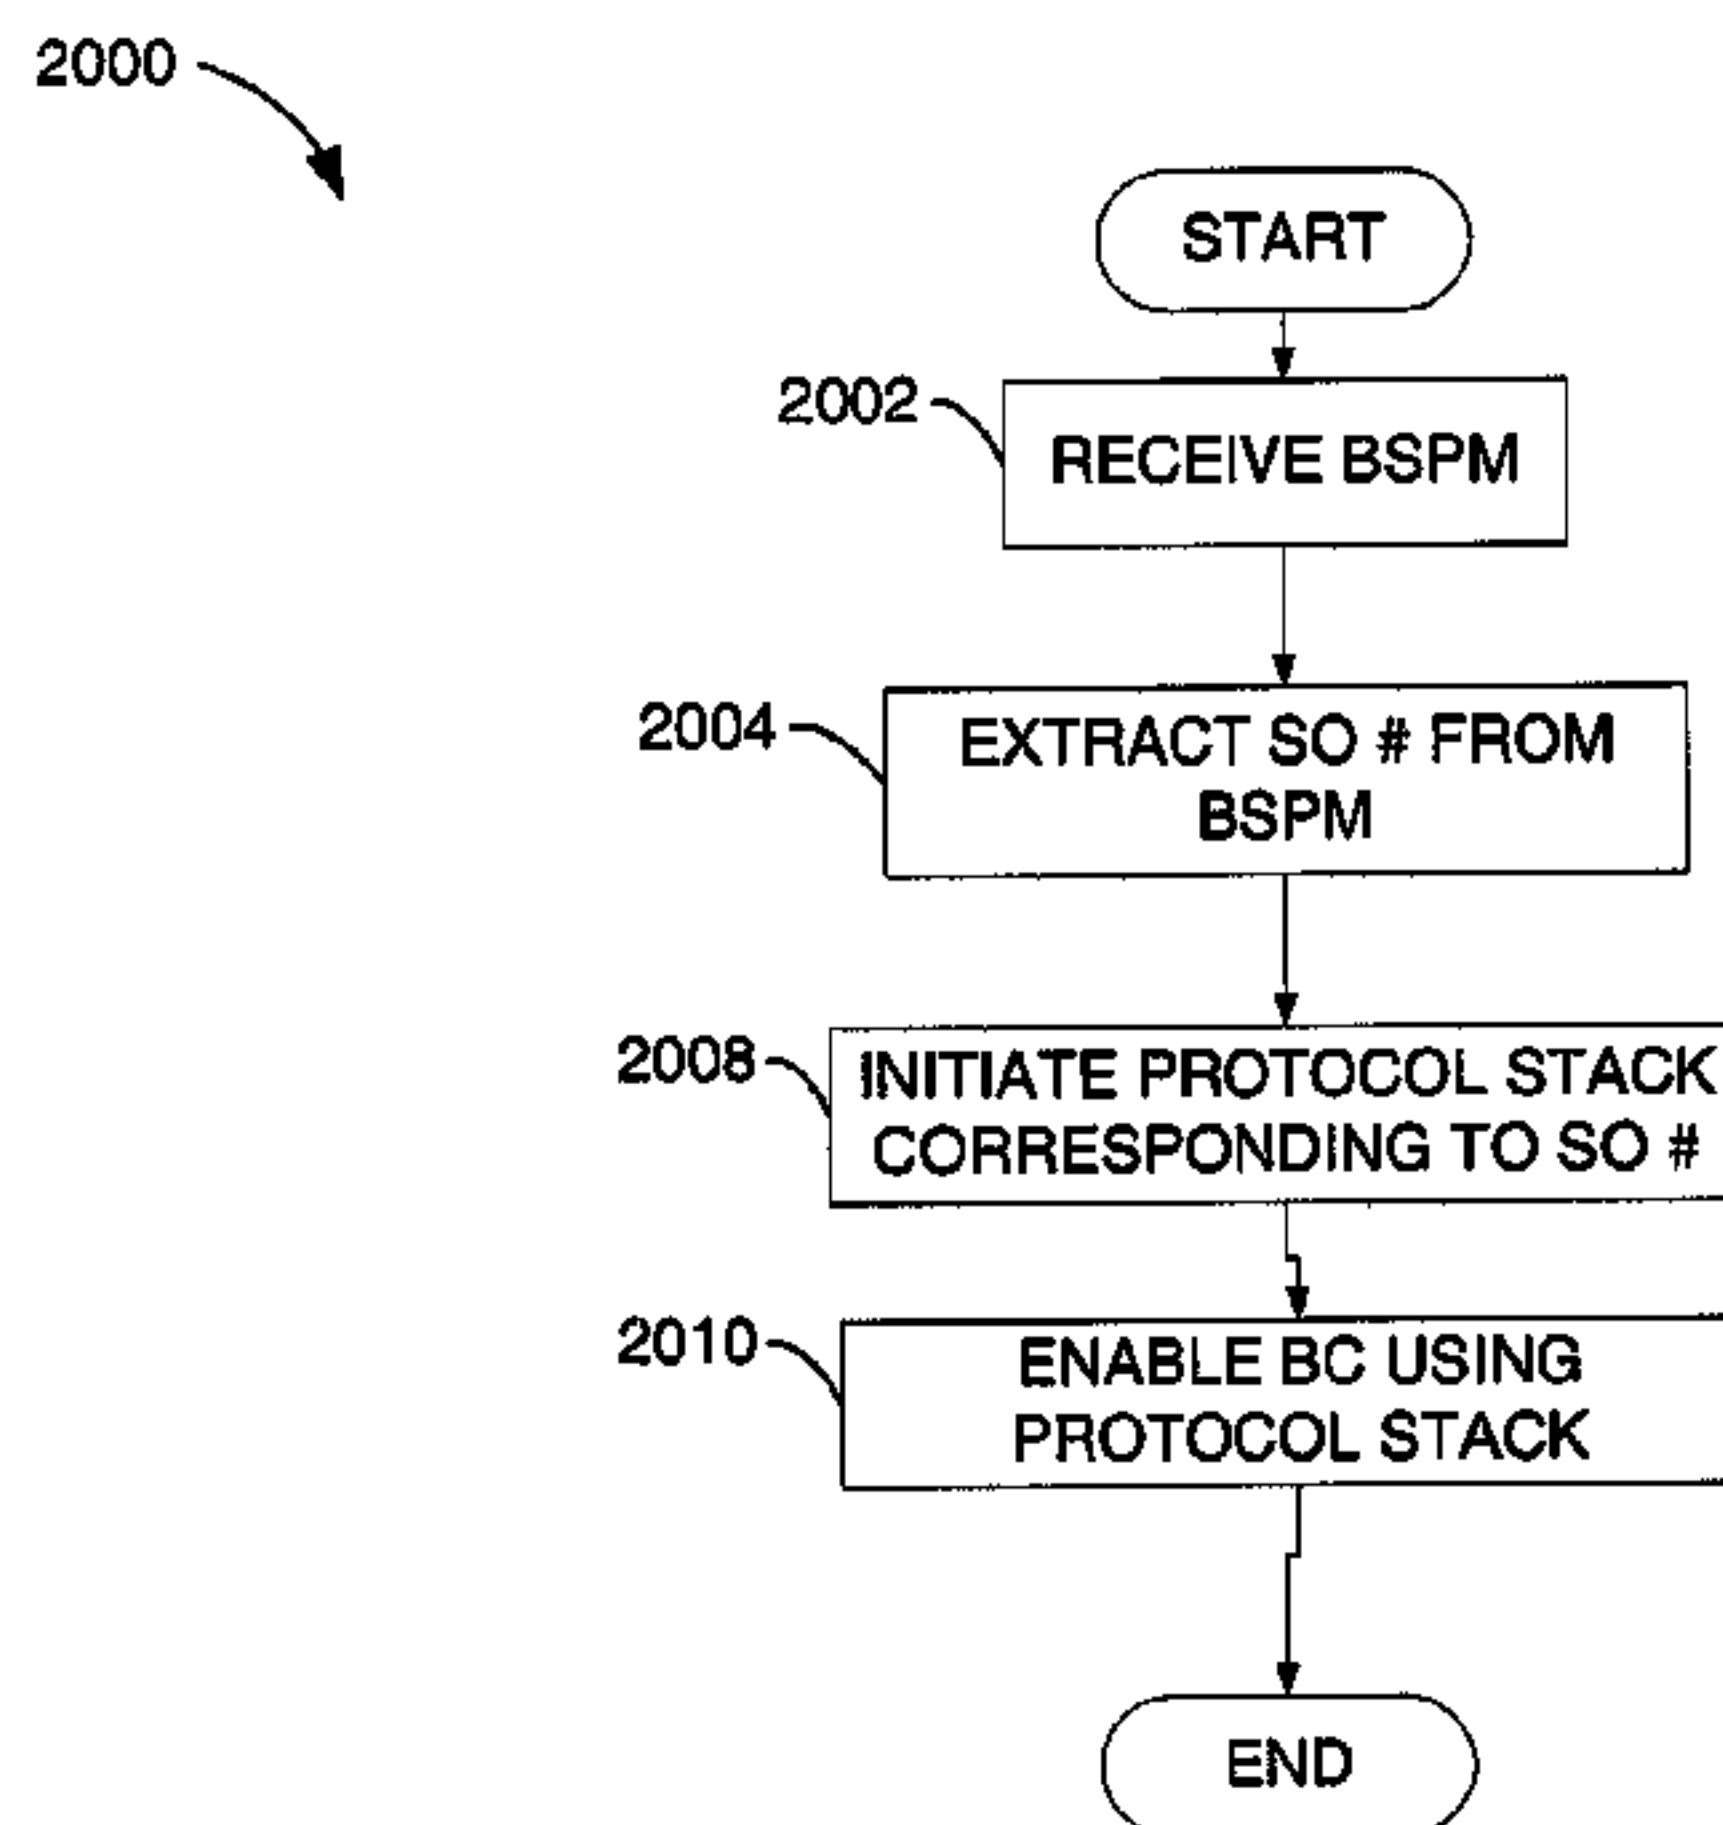 2000
START
2002
RECEIVE BSPM
2004
EXTRACT SO # FROM
BSPM
2008
INITIATE PROTOCOL STACK
CORRESPONDING TO SO #
2010
ENABLE BC USING
PROTOCOL STACK
END